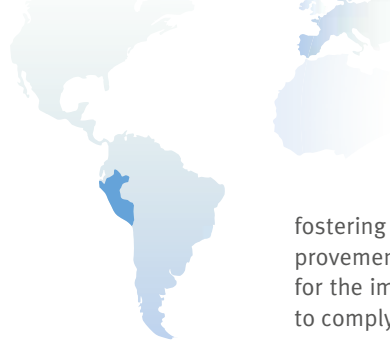 fostering
provemen
for the im
to comply